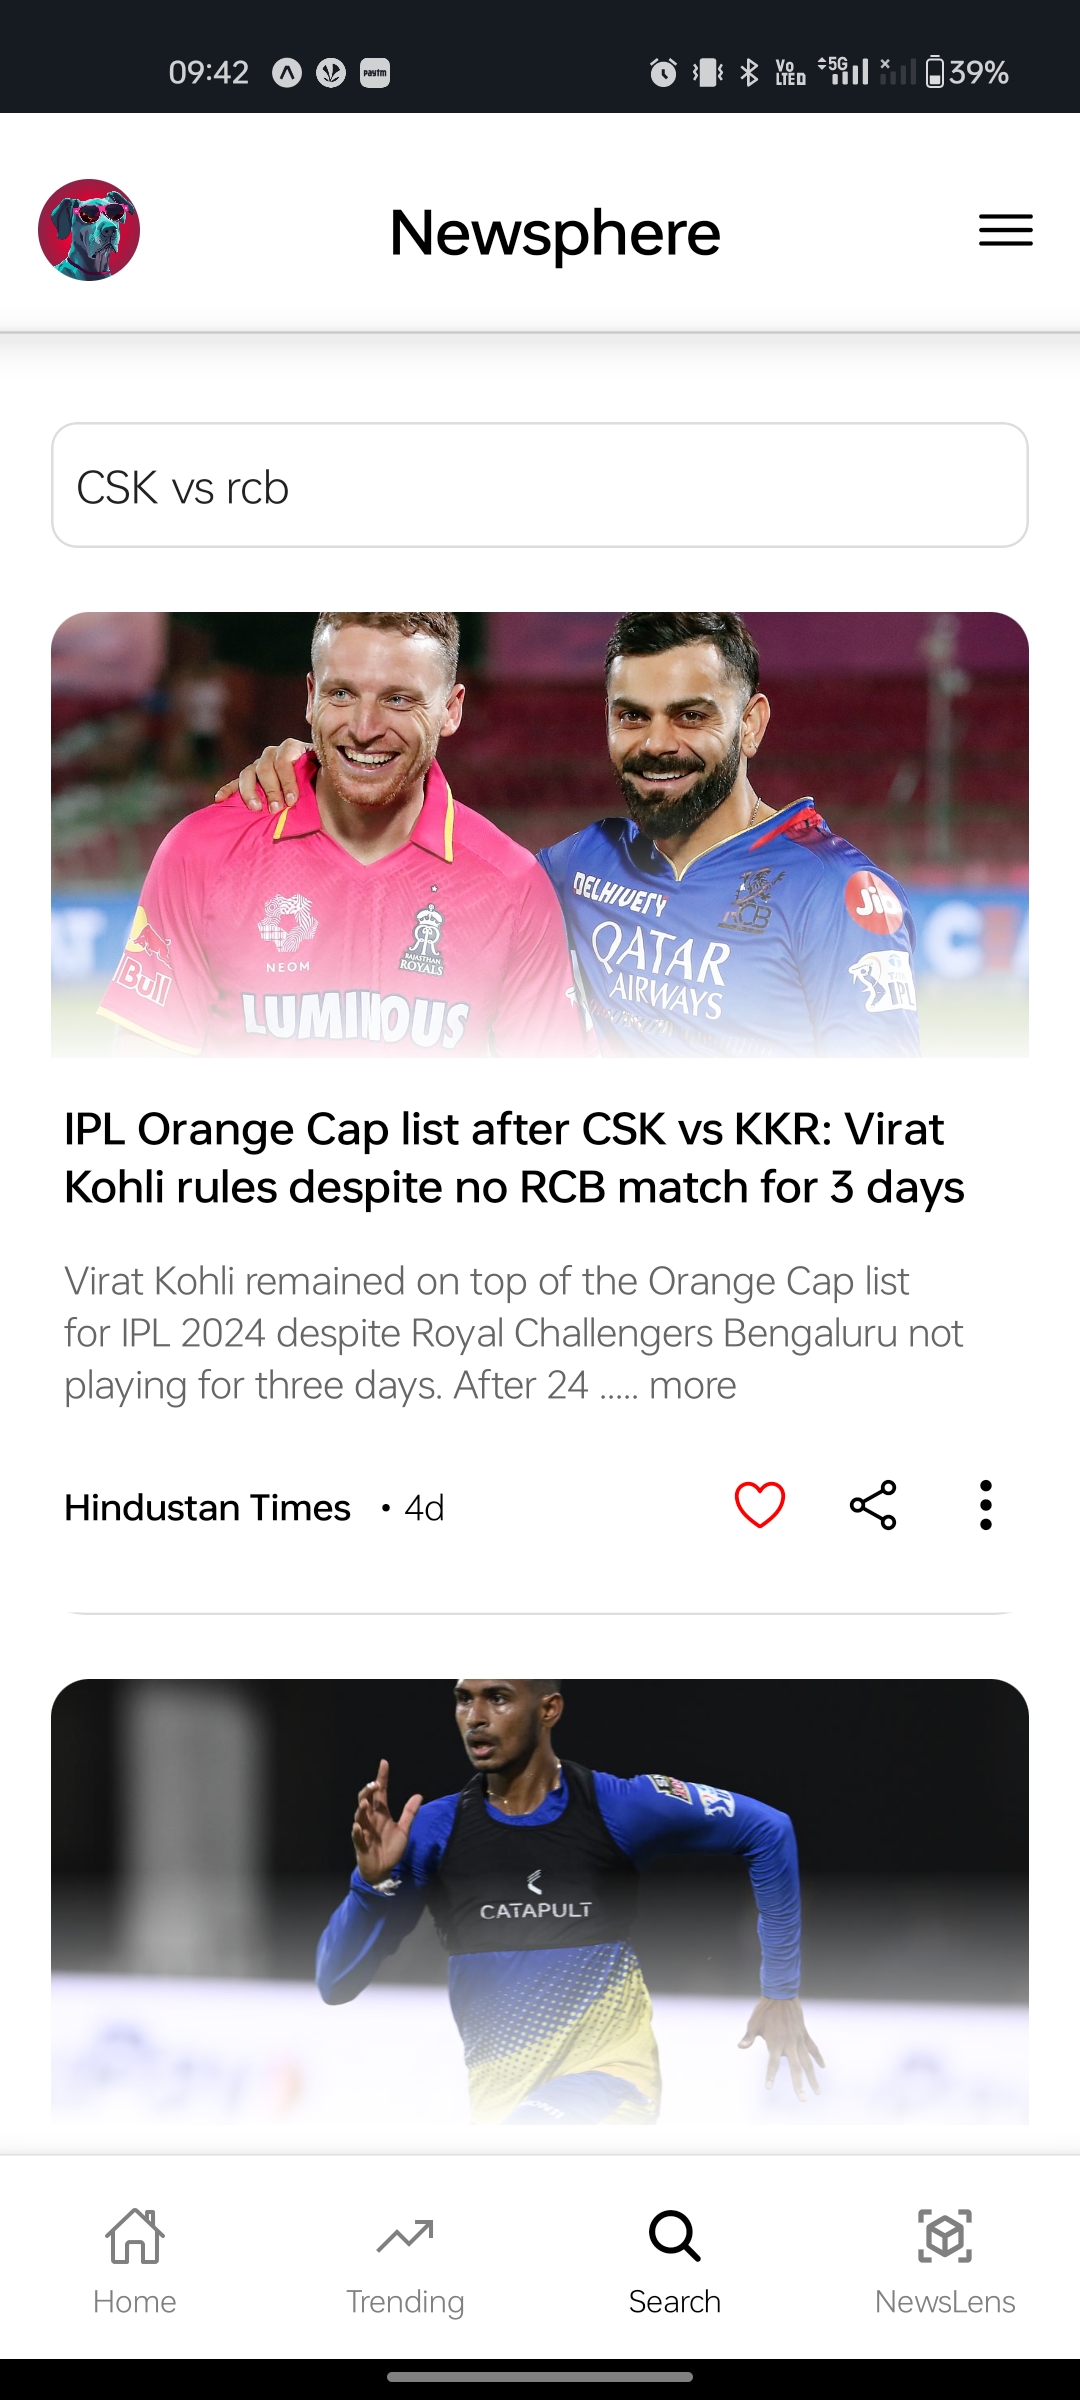 09:42
paytm
Vo LTED
5G
39%
Newsphere
CSK vs rcb
DELHIVERY
RCB
Jio
QATAR
AIRWAYS
IPL
NEOM
RAJASTHAN
ROYALS
Bull
LUMINOUS
IPL Orange Cap list after CSK vs KKR: Virat
Kohli rules despite no RCB match for 3 days
Virat Kohli remained on top of the Orange Cap list
for IPL 2024 despite Royal Challengers Bengaluru not
playing for three days. After 24 ..... more
Hindustan Times • 4d
CATAPULT
Home
Trending
Search
NewsLens